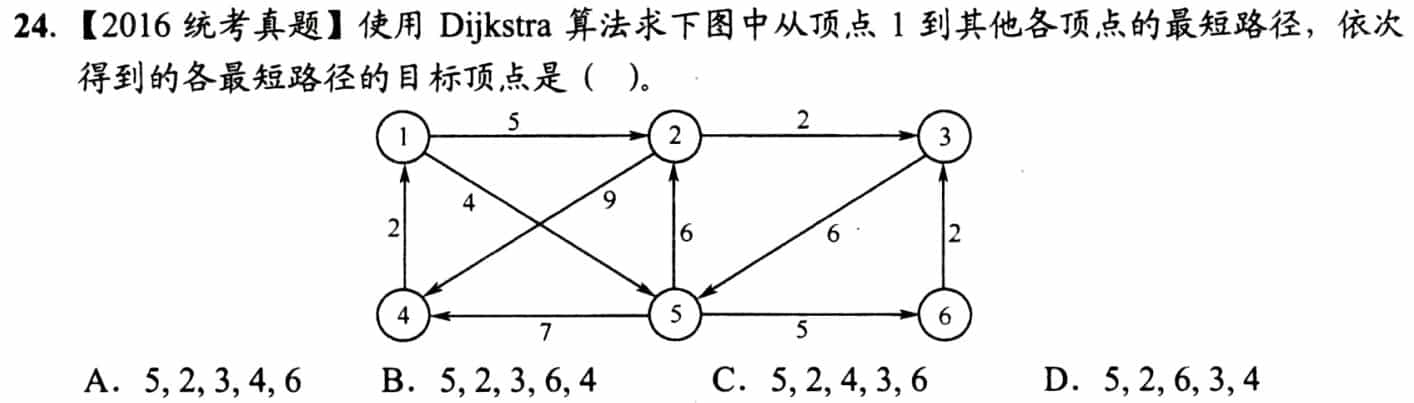 24.【2016 统考真题】使用 Dijkstra 算法求下图中从顶点 1 到其他各顶点的最短路径，依次
得到的各最短路径的目标顶点是（ ）。
1 5 2 2 3
4 9
2 6 6 2
4 7 5 5 6
A. 5, 2, 3, 4, 6 B. 5, 2, 3, 6, 4 C. 5, 2, 4, 3, 6 D. 5, 2, 6, 3, 4